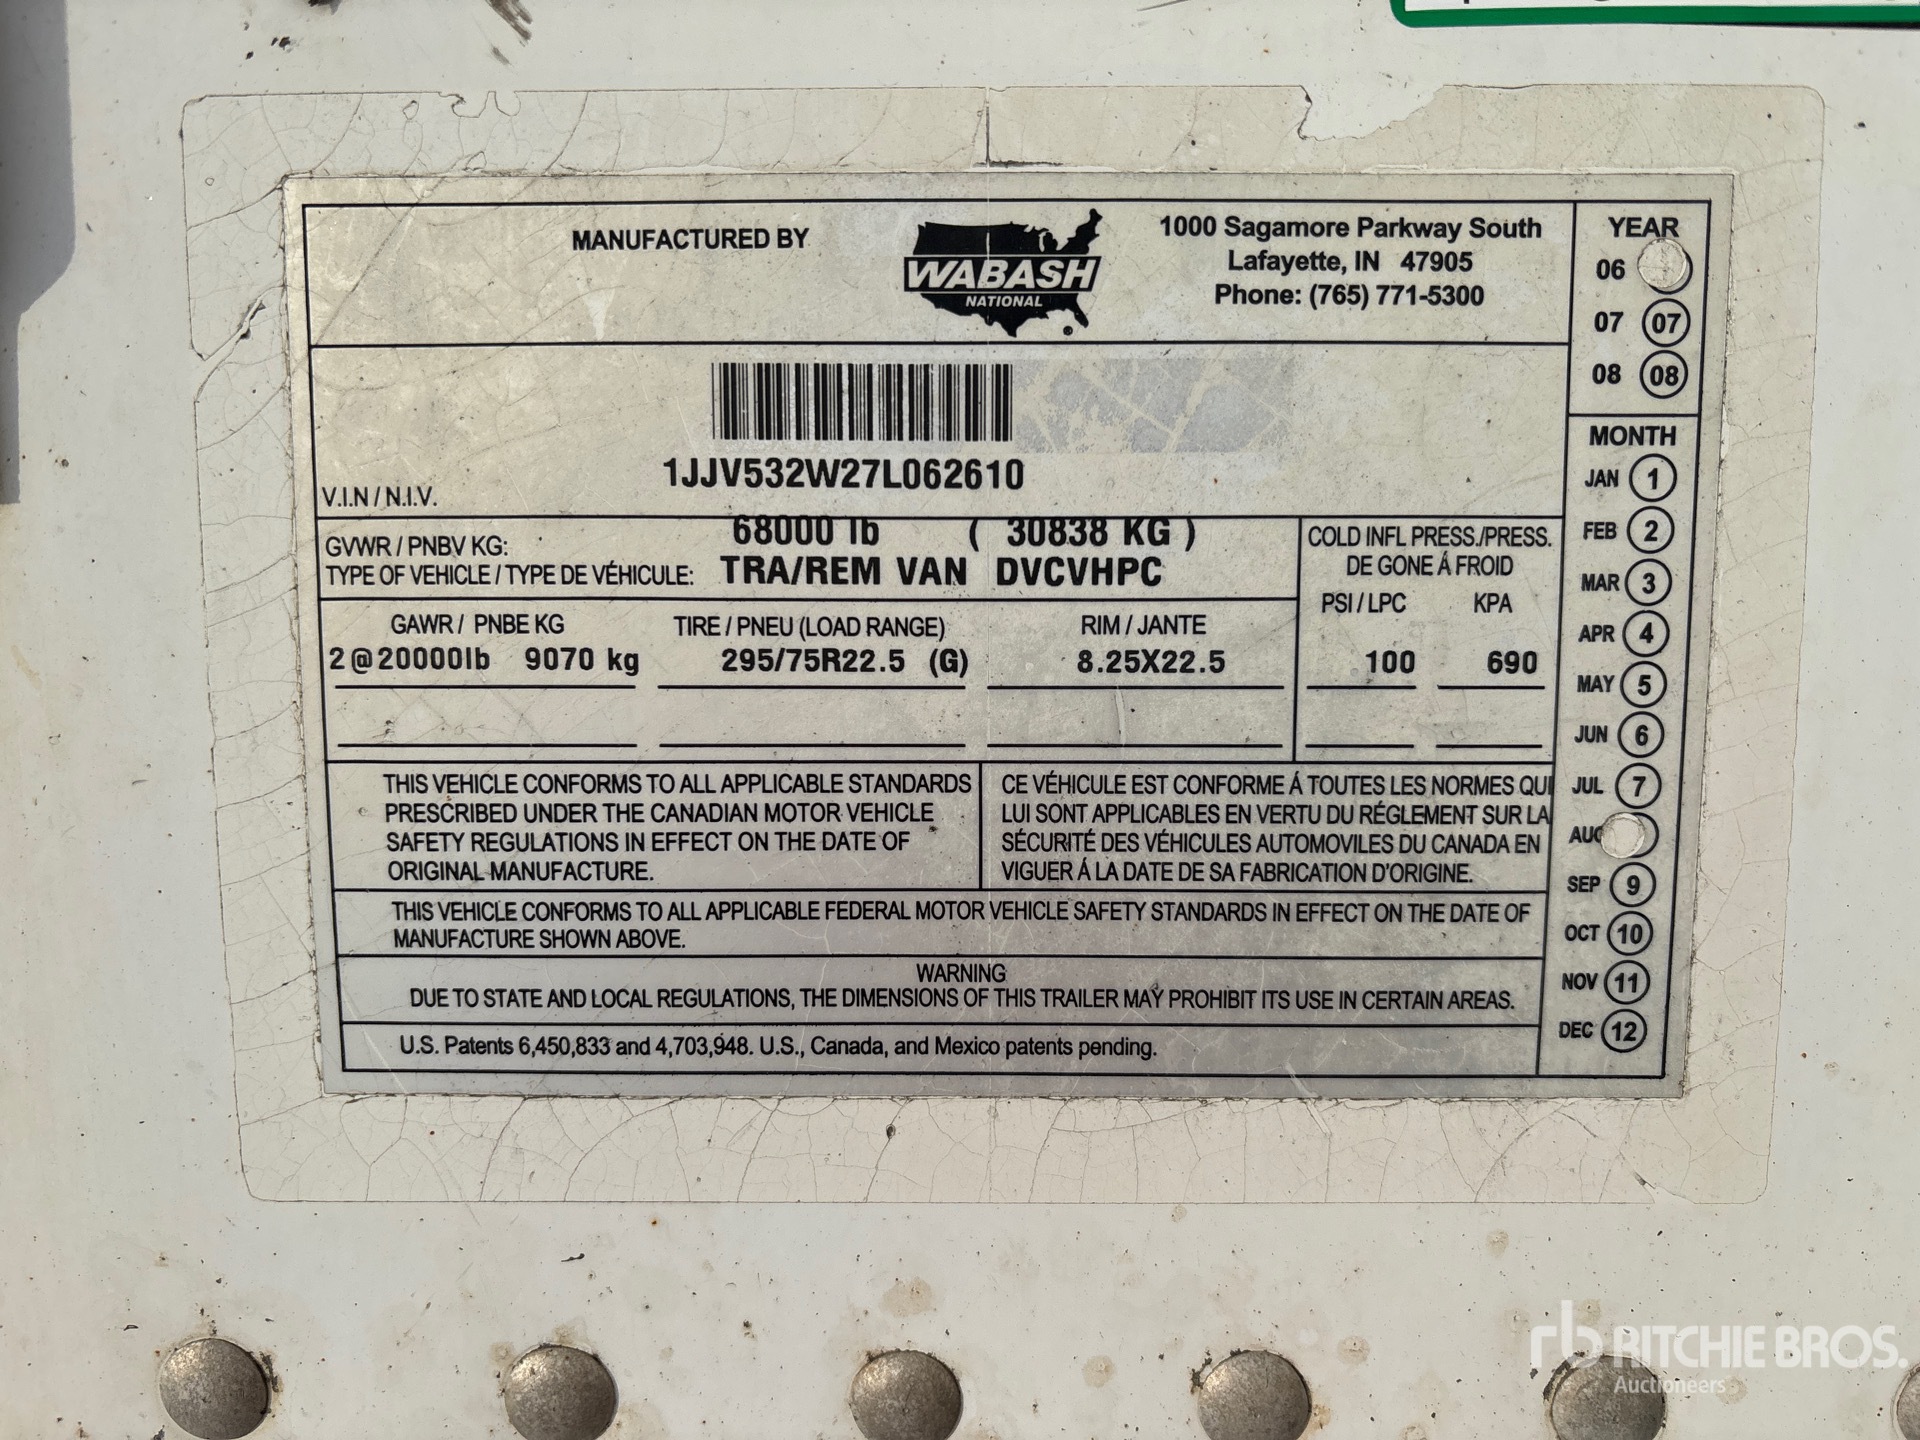 MANUFACTURED BY
WABASH
NATIONAL
®
1000 Sagamore Parkway South
Lafayette, IN 47905
Phone: (765) 771-5300
YEAR
06
07 07
08 08
V.I.N / N.I.V.
1JJV532W27L062610
GVWR / PNBV KG: 68000 lb ( 30838 KG )
TYPE OF VEHICLE / TYPE DE VÉHICULE: TRA/REM VAN DVCVHPC
COLD INFL PRESS./PRESS.
DE GONE Á FROID
PSI / LPC KPA
100 690
GAWR / PNBE KG TIRE / PNEU (LOAD RANGE) RIM / JANTE
2@20000lb 9070 kg 295/75R22.5 (G) 8.25X22.5
THIS VEHICLE CONFORMS TO ALL APPLICABLE STANDARDS
PRESCRIBED UNDER THE CANADIAN MOTOR VEHICLE
SAFETY REGULATIONS IN EFFECT ON THE DATE OF
ORIGINAL MANUFACTURE.
CE VÉHICULE EST CONFORME Á TOUTES LES NORMES QUI
LUI SONT APPLICABLES EN VERTU DU RÉGLEMENT SUR LA
SÉCURITÉ DES VÉHICULES AUTOMOVILES DU CANADA EN
VIGUER Á LA DATE DE SA FABRICATION D'ORIGINE.
THIS VEHICLE CONFORMS TO ALL APPLICABLE FEDERAL MOTOR VEHICLE SAFETY STANDARDS IN EFFECT ON THE DATE OF
MANUFACTURE SHOWN ABOVE.
WARNING
DUE TO STATE AND LOCAL REGULATIONS, THE DIMENSIONS OF THIS TRAILER MAY PROHIBIT ITS USE IN CERTAIN AREAS.
U.S. Patents 6,450,833 and 4,703,948. U.S., Canada, and Mexico patents pending.
MONTH
JAN 1
FEB 2
MAR 3
APR 4
MAY 5
JUN 6
JUL 7
AUG
SEP 9
OCT 10
NOV 11
DEC 12
rb RITCHIE BROS.
Auctioneers